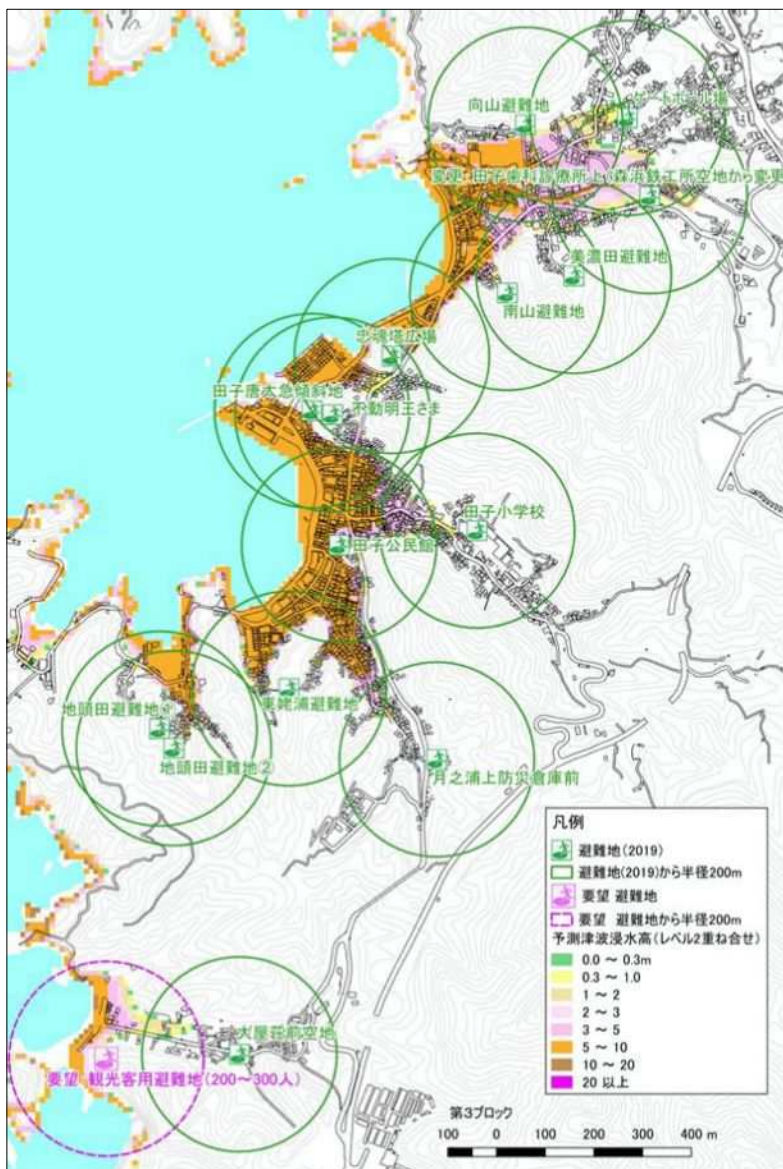 向山避難地
ゲートボール場
変更 田子歯科診療所上(森浜鉄工所空地から変更
美濃田避難地
南山避難地
忠魂塔広場
田子唐大急傾斜地
不動明王さま
田子小学校
田子公民館
地頭田避難地①
東姥浦避難地
地頭田避難地②
月之浦上防災倉庫前
大屋荘前空地
要望 観光客用避難地(200～300人)
凡例
避難地(2019)
避難地(2019)から半径200m
要望 避難地
要望 避難地から半径200m
予測津波浸水高(レベル2重ね合せ)
0.0 ～ 0.3m
0.3 ～ 1.0
1 ～ 2
2 ～ 3
3 ～ 5
5 ～ 10
10 ～ 20
20 以上
第3ブロック
100 0 100 200 300 400 m